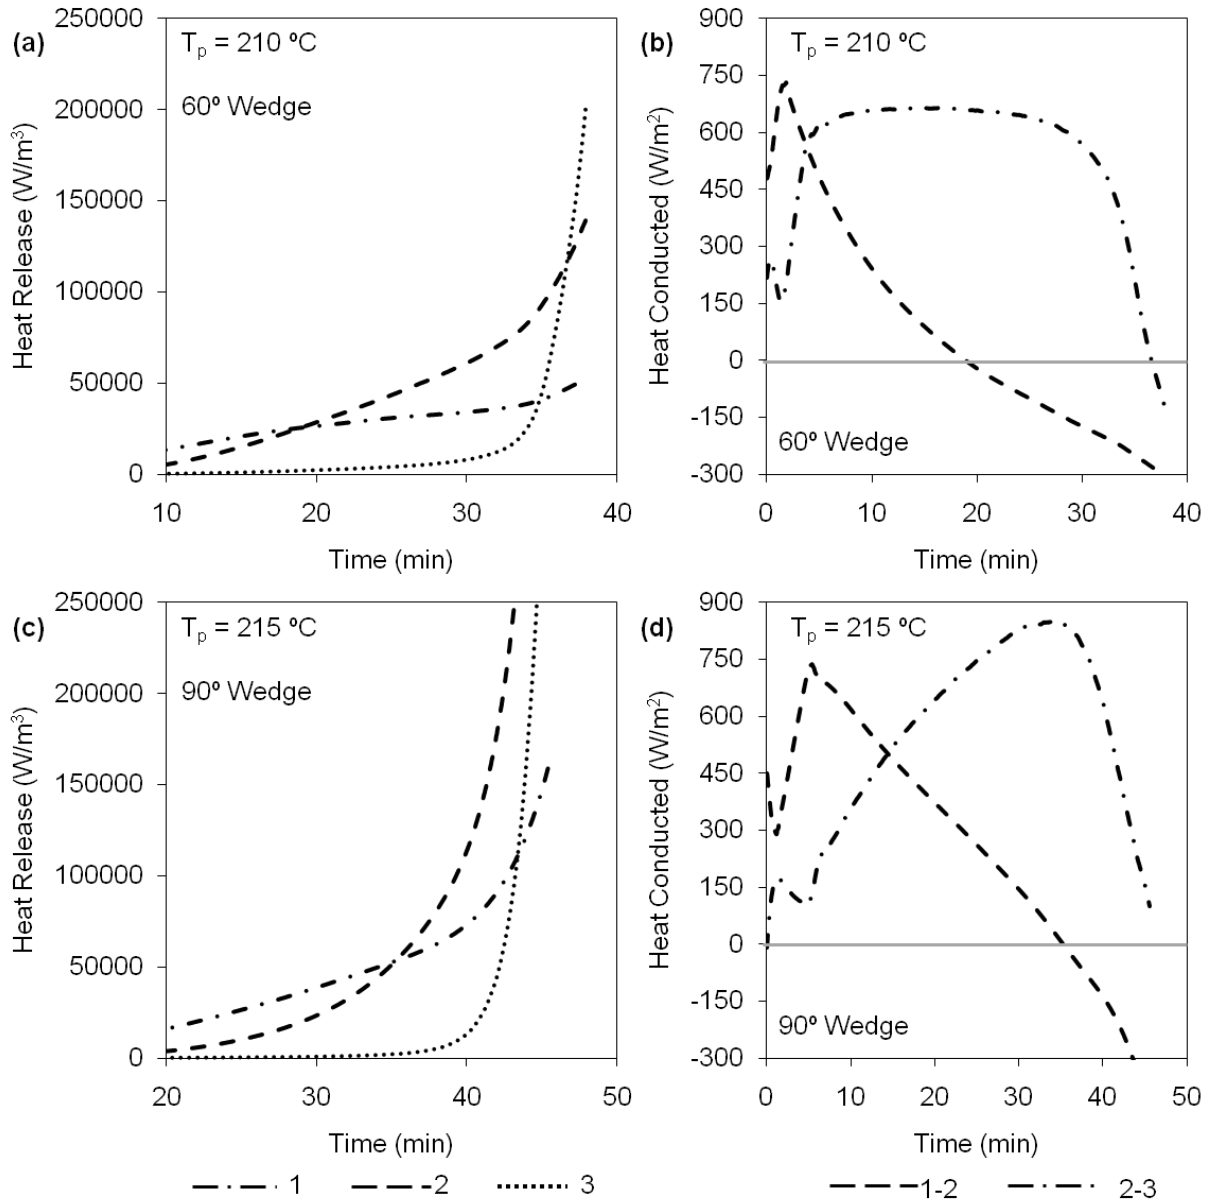 (a)
T_p = 210 ºC
60º Wedge
Heat Release (W/m³)
250000
200000
150000
100000
50000
0
10 20 30 40
Time (min)
(b)
T_p = 210 ºC
60º Wedge
Heat Conducted (W/m²)
900
750
600
450
300
150
0
-150
-300
0 10 20 30 40
Time (min)
(c)
T_p = 215 ºC
90º Wedge
Heat Release (W/m³)
250000
200000
150000
100000
50000
0
20 30 40 50
Time (min)
1 2 3
(d)
T_p = 215 ºC
90º Wedge
Heat Conducted (W/m²)
900
750
600
450
300
150
0
-150
-300
0 10 20 30 40 50
Time (min)
1-2 2-3